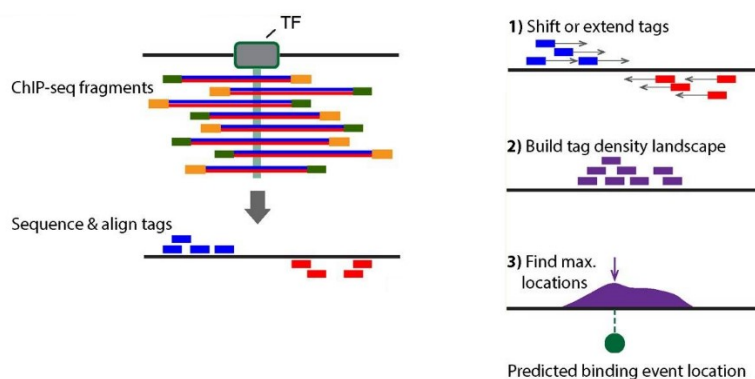 TF
ChIP-seq fragments
Sequence & align tags
1) Shift or extend tags
2) Build tag density landscape
3) Find max.
locations
Predicted binding event location